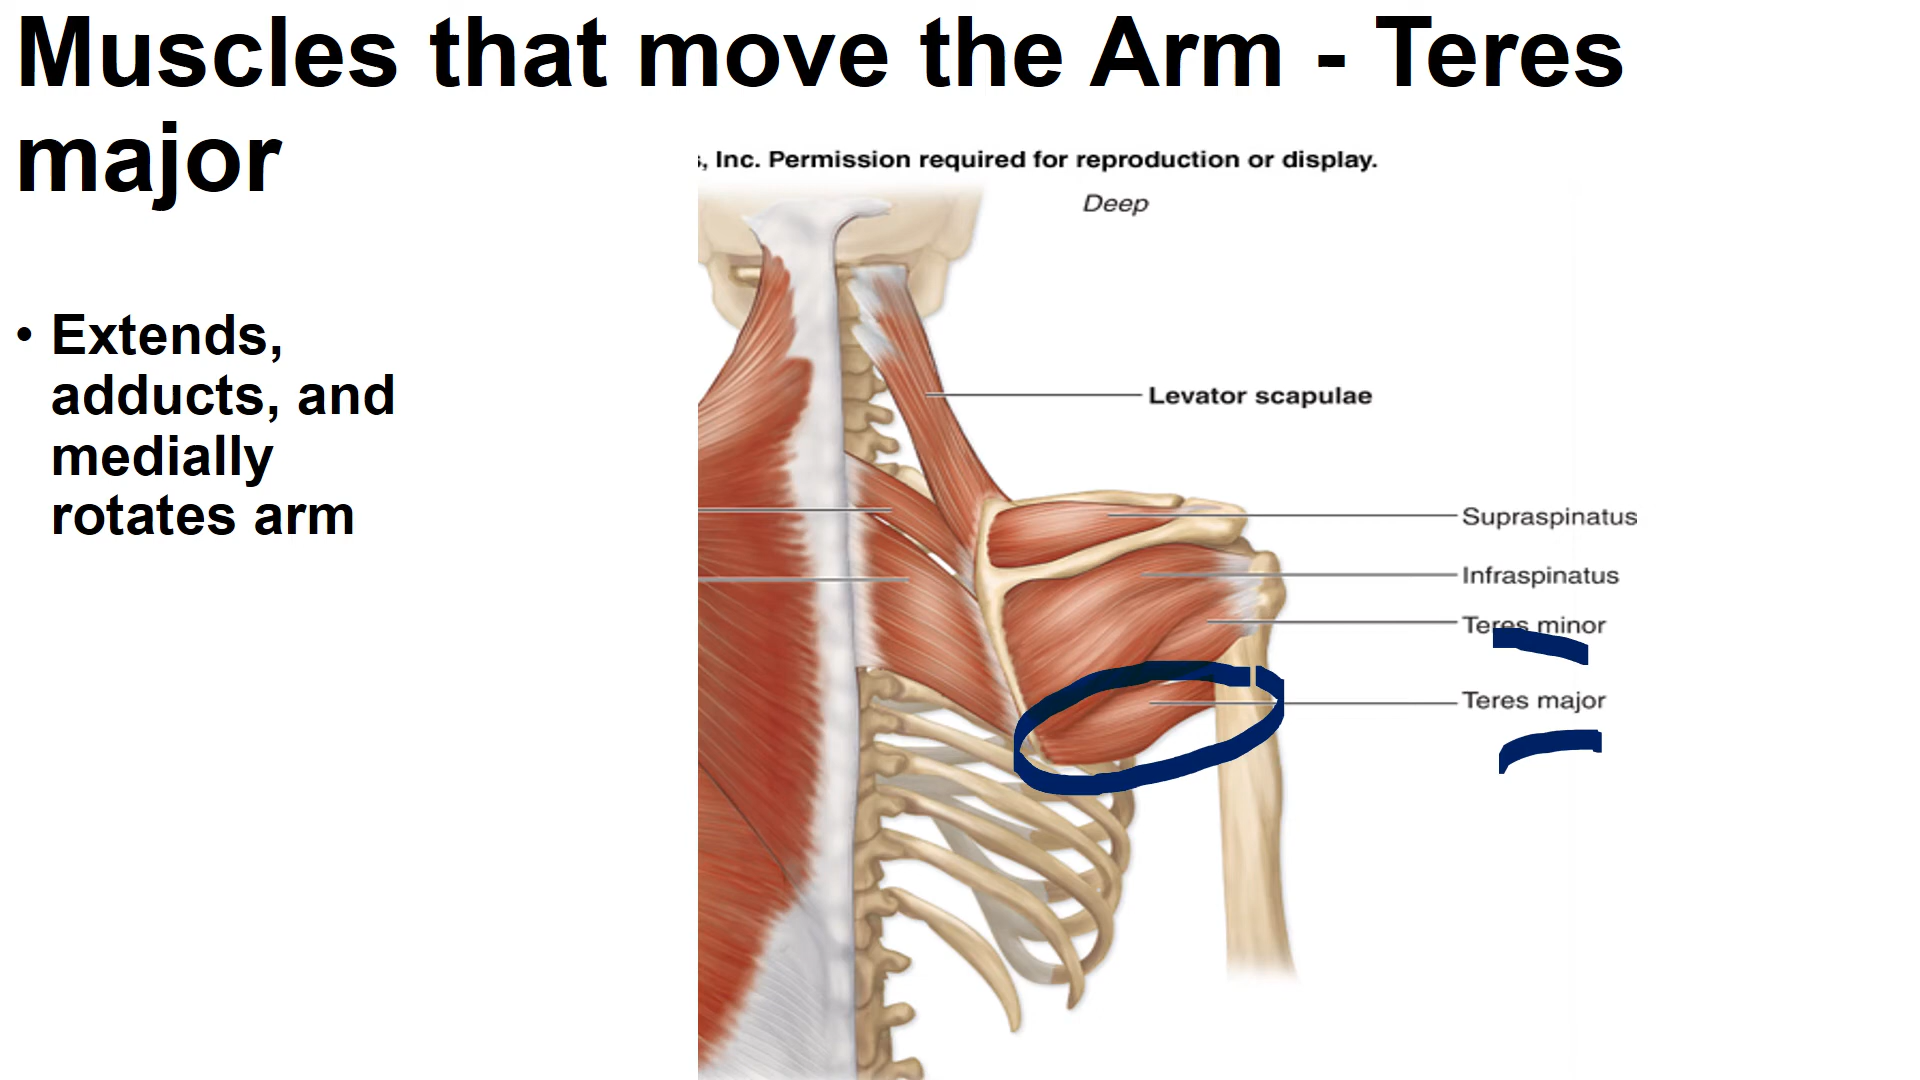 Muscles that move the Arm - Teres
major
s, Inc. Permission required for reproduction or display.
Deep
• Extends,
adducts, and
medially
rotates arm
Levator scapulae
Supraspinatus
Infraspinatus
Teres minor
Teres major